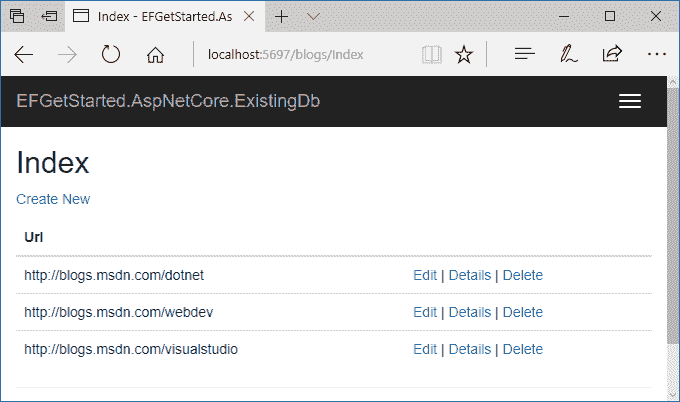 Index - EFGetStarted.As
localhost:5697/blogs/Index
EFGetStarted.AspNetCore.ExistingDb
Index
Create New
Url
http://blogs.msdn.com/dotnet Edit | Details | Delete
http://blogs.msdn.com/webdev Edit | Details | Delete
http://blogs.msdn.com/visualstudio Edit | Details | Delete